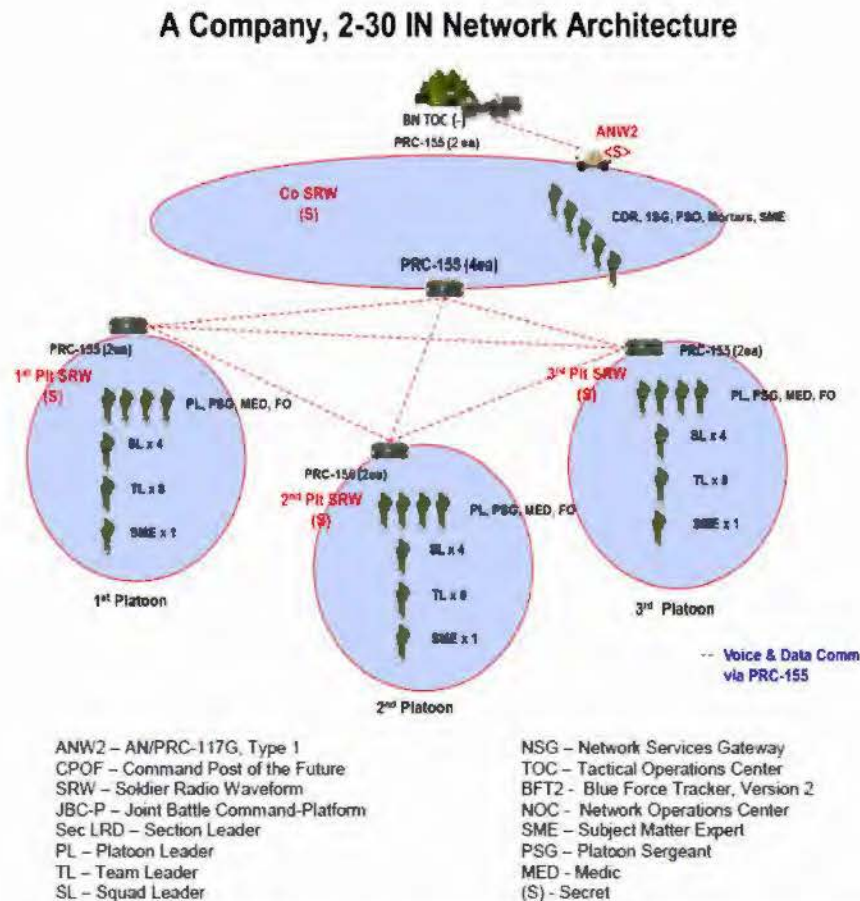 A Company, 2-30 IN Network Architecture
BN TOC (-)
PRC-155 (2 ea)
ANW2
<S>
Co SRW
(S)
CDR, 1SG, FSO, Mortars, SME
PRC-155 (4ea)
PRC-155 (2ea)
1st Plt SRW
(S)
PL, PSG, MED, FO
SL x 4
TL x 8
SME x 1
1st Platoon
PRC-155 (2ea)
2nd Plt SRW
(S)
PL, PSG, MED, FO
SL x 4
TL x 8
SME x 1
2nd Platoon
PRC-155 (2ea)
3rd Plt SRW
(S)
PL, PSG, MED, FO
SL x 4
TL x 8
SME x 1
3rd Platoon
-- Voice & Data Comm
via PRC-155
ANW2 – AN/PRC-117G, Type 1
CPOF – Command Post of the Future
SRW – Soldier Radio Waveform
JBC-P – Joint Battle Command-Platform
Sec LRD – Section Leader
PL – Platoon Leader
TL – Team Leader
SL – Squad Leader
NSG – Network Services Gateway
TOC – Tactical Operations Center
BFT2 - Blue Force Tracker, Version 2
NOC - Network Operations Center
SME – Subject Matter Expert
PSG – Platoon Sergeant
MED - Medic
(S) - Secret